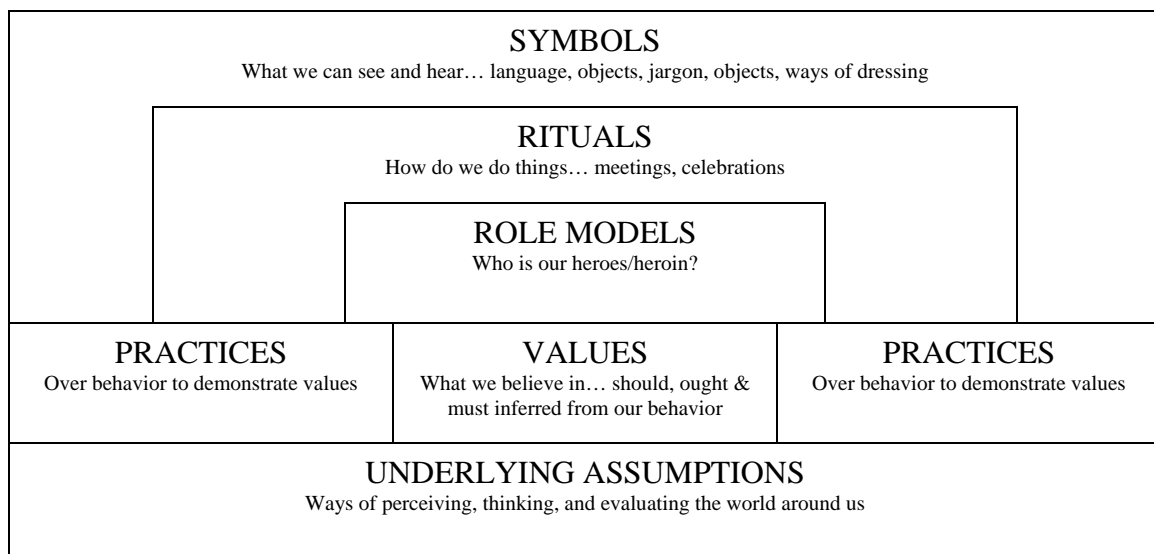 SYMBOLS
What we can see and hear… language, objects, jargon, objects, ways of dressing
RITUALS
How do we do things… meetings, celebrations
ROLE MODELS
Who is our heroes/heroin?
PRACTICES
Over behavior to demonstrate values
VALUES
What we believe in… should, ought &
must inferred from our behavior
PRACTICES
Over behavior to demonstrate values
UNDERLYING ASSUMPTIONS
Ways of perceiving, thinking, and evaluating the world around us